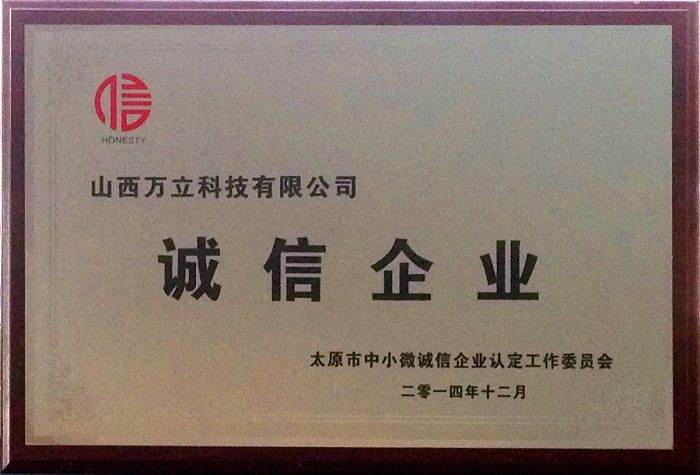 信
HONESTY
山西万立科技有限公司
诚信企业
太原市中小微诚信企业认定工作委员会
二零一四年十二月